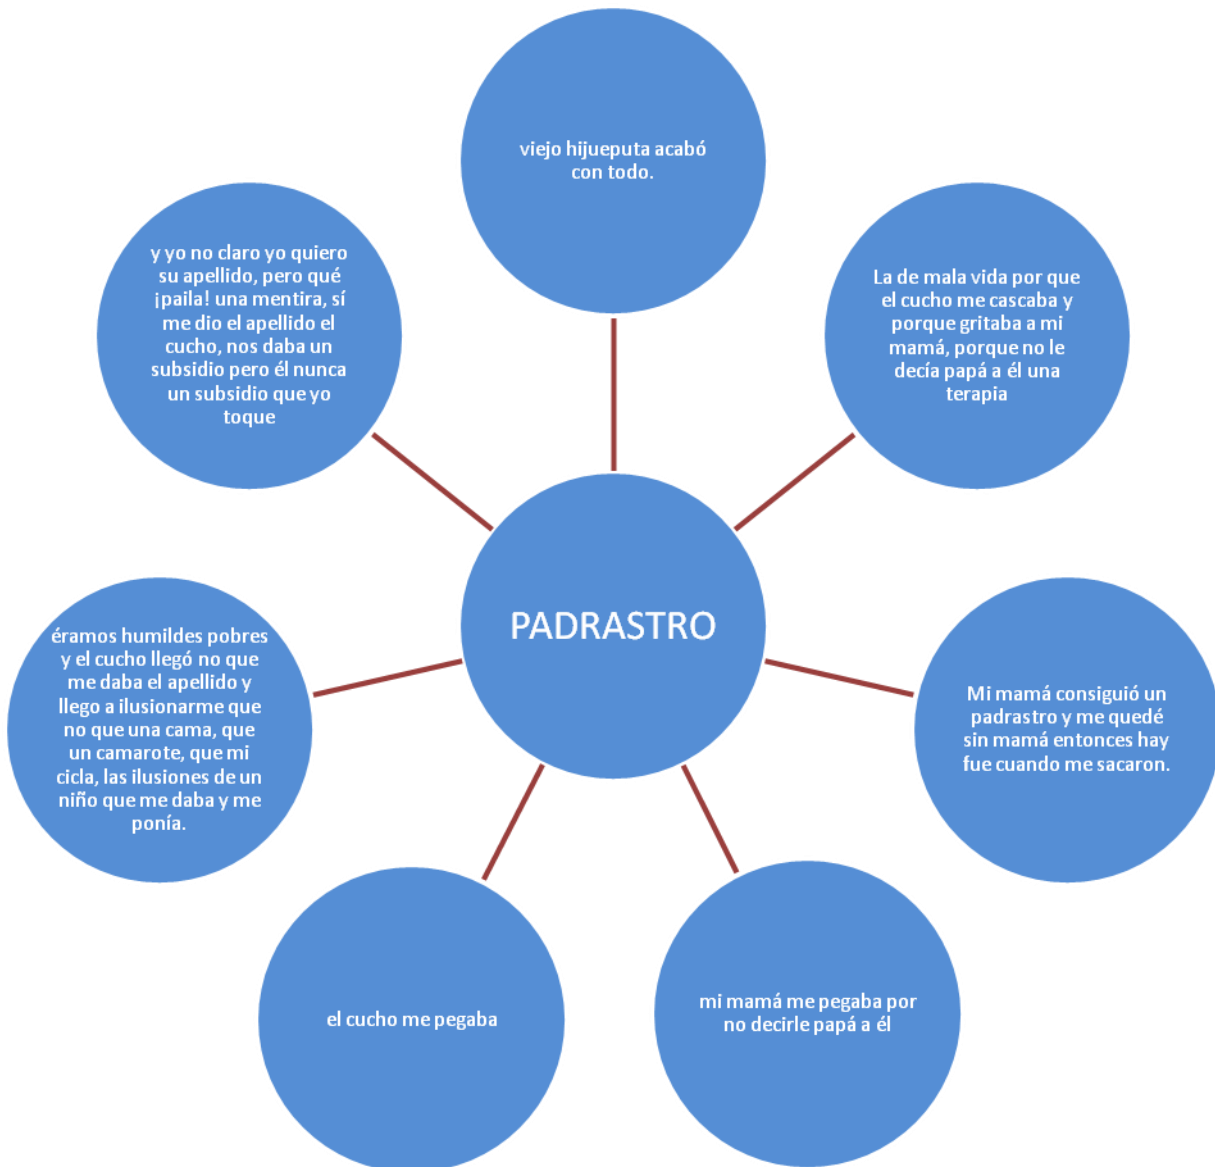 viejo hijueputa acabó
con todo.
y yo no claro yo quiero
su apellido, pero qué
¡paila! una mentira, sí
me dio el apellido el
cucho, nos daba un
subsidio pero él nunca
un subsidio que yo
toque
La de mala vida por que
el cucho me cascaba y
porque gritaba a mi
mamá, porque no le
decía papá a él una
terapia
PADRASTRO
éramos humildes pobres
y el cucho llegó no que
me daba el apellido y
llego a ilusionarme que
no que una cama, que
un camarote, que mi
cicla, las ilusiones de un
niño que me daba y me
ponía.
Mi mamá consiguió un
padrastro y me quedé
sin mamá entonces hay
fue cuando me sacaron.
el cucho me pegaba
mi mamá me pegaba por
no decirle papá a él